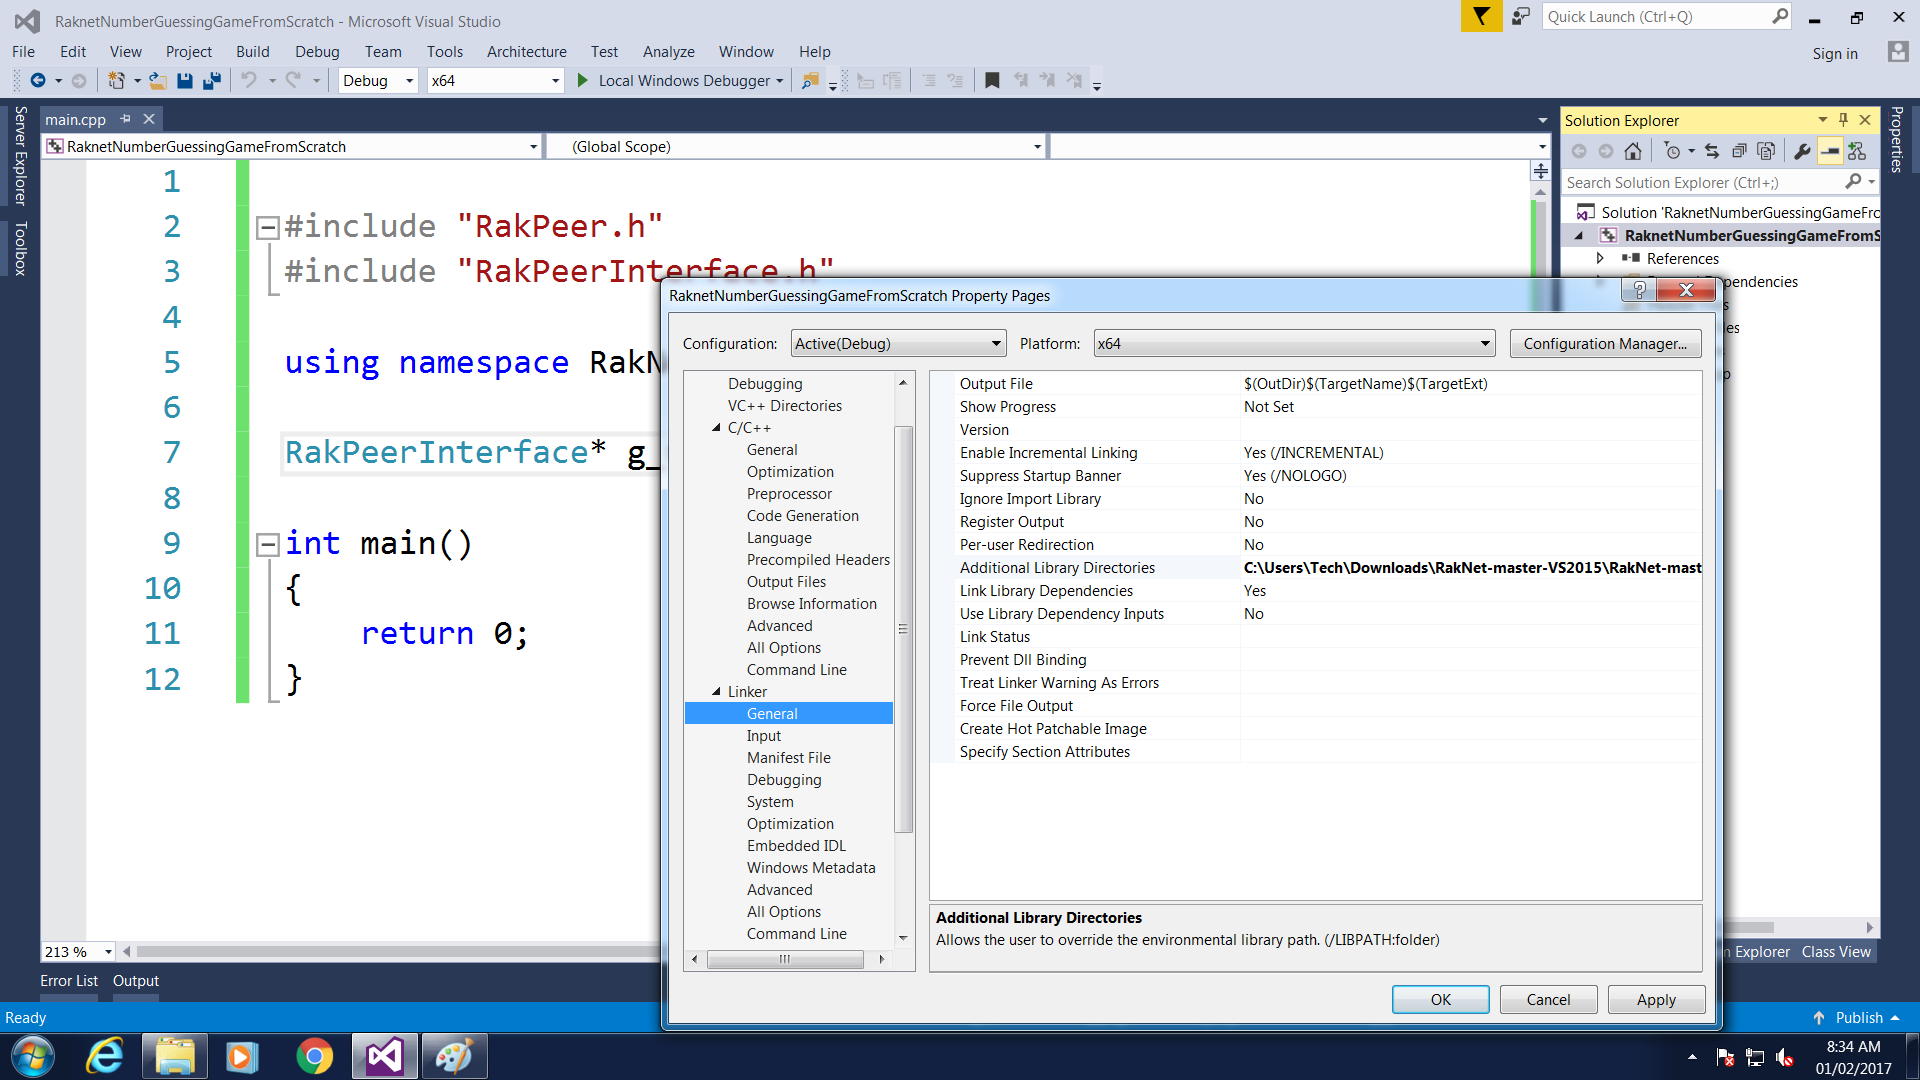 RaknetNumberGuessingGameFromScratch - Microsoft Visual Studio
Quick Launch (Ctrl+Q)
File Edit View Project Build Debug Team Tools Architecture Test Analyze Window Help
Sign in
Debug x64 Local Windows Debugger
Server Explorer
Toolbox
main.cpp
RaknetNumberGuessingGameFromScratch (Global Scope)
1
2 #include "RakPeer.h"
3 #include "RakPeerInterface.h"
4
5 using namespace RakN
6
7 RakPeerInterface* g_
8
9 int main()
10 {
11 return 0;
12 }
213 %
Error List Output
Ready
Solution Explorer
Properties
Search Solution Explorer (Ctrl+;)
Solution 'RaknetNumberGuessingGameFro
RaknetNumberGuessingGameFromS
References
pendencies
es
p
n Explorer Class View
Publish
RaknetNumberGuessingGameFromScratch Property Pages
?
Configuration: Active(Debug) Platform: x64 Configuration Manager...
Debugging
VC++ Directories
C/C++
General
Optimization
Preprocessor
Code Generation
Language
Precompiled Headers
Output Files
Browse Information
Advanced
All Options
Command Line
Linker
General
Input
Manifest File
Debugging
System
Optimization
Embedded IDL
Windows Metadata
Advanced
All Options
Command Line
Output File $(OutDir)$(TargetName)$(TargetExt)
Show Progress Not Set
Version
Enable Incremental Linking Yes (/INCREMENTAL)
Suppress Startup Banner Yes (/NOLOGO)
Ignore Import Library No
Register Output No
Per-user Redirection No
Additional Library Directories C:\Users\Tech\Downloads\RakNet-master-VS2015\RakNet-mast
Link Library Dependencies Yes
Use Library Dependency Inputs No
Link Status
Prevent Dll Binding
Treat Linker Warning As Errors
Force File Output
Create Hot Patchable Image
Specify Section Attributes
Additional Library Directories
Allows the user to override the environmental library path. (/LIBPATH:folder)
OK Cancel Apply
8:34 AM
01/02/2017